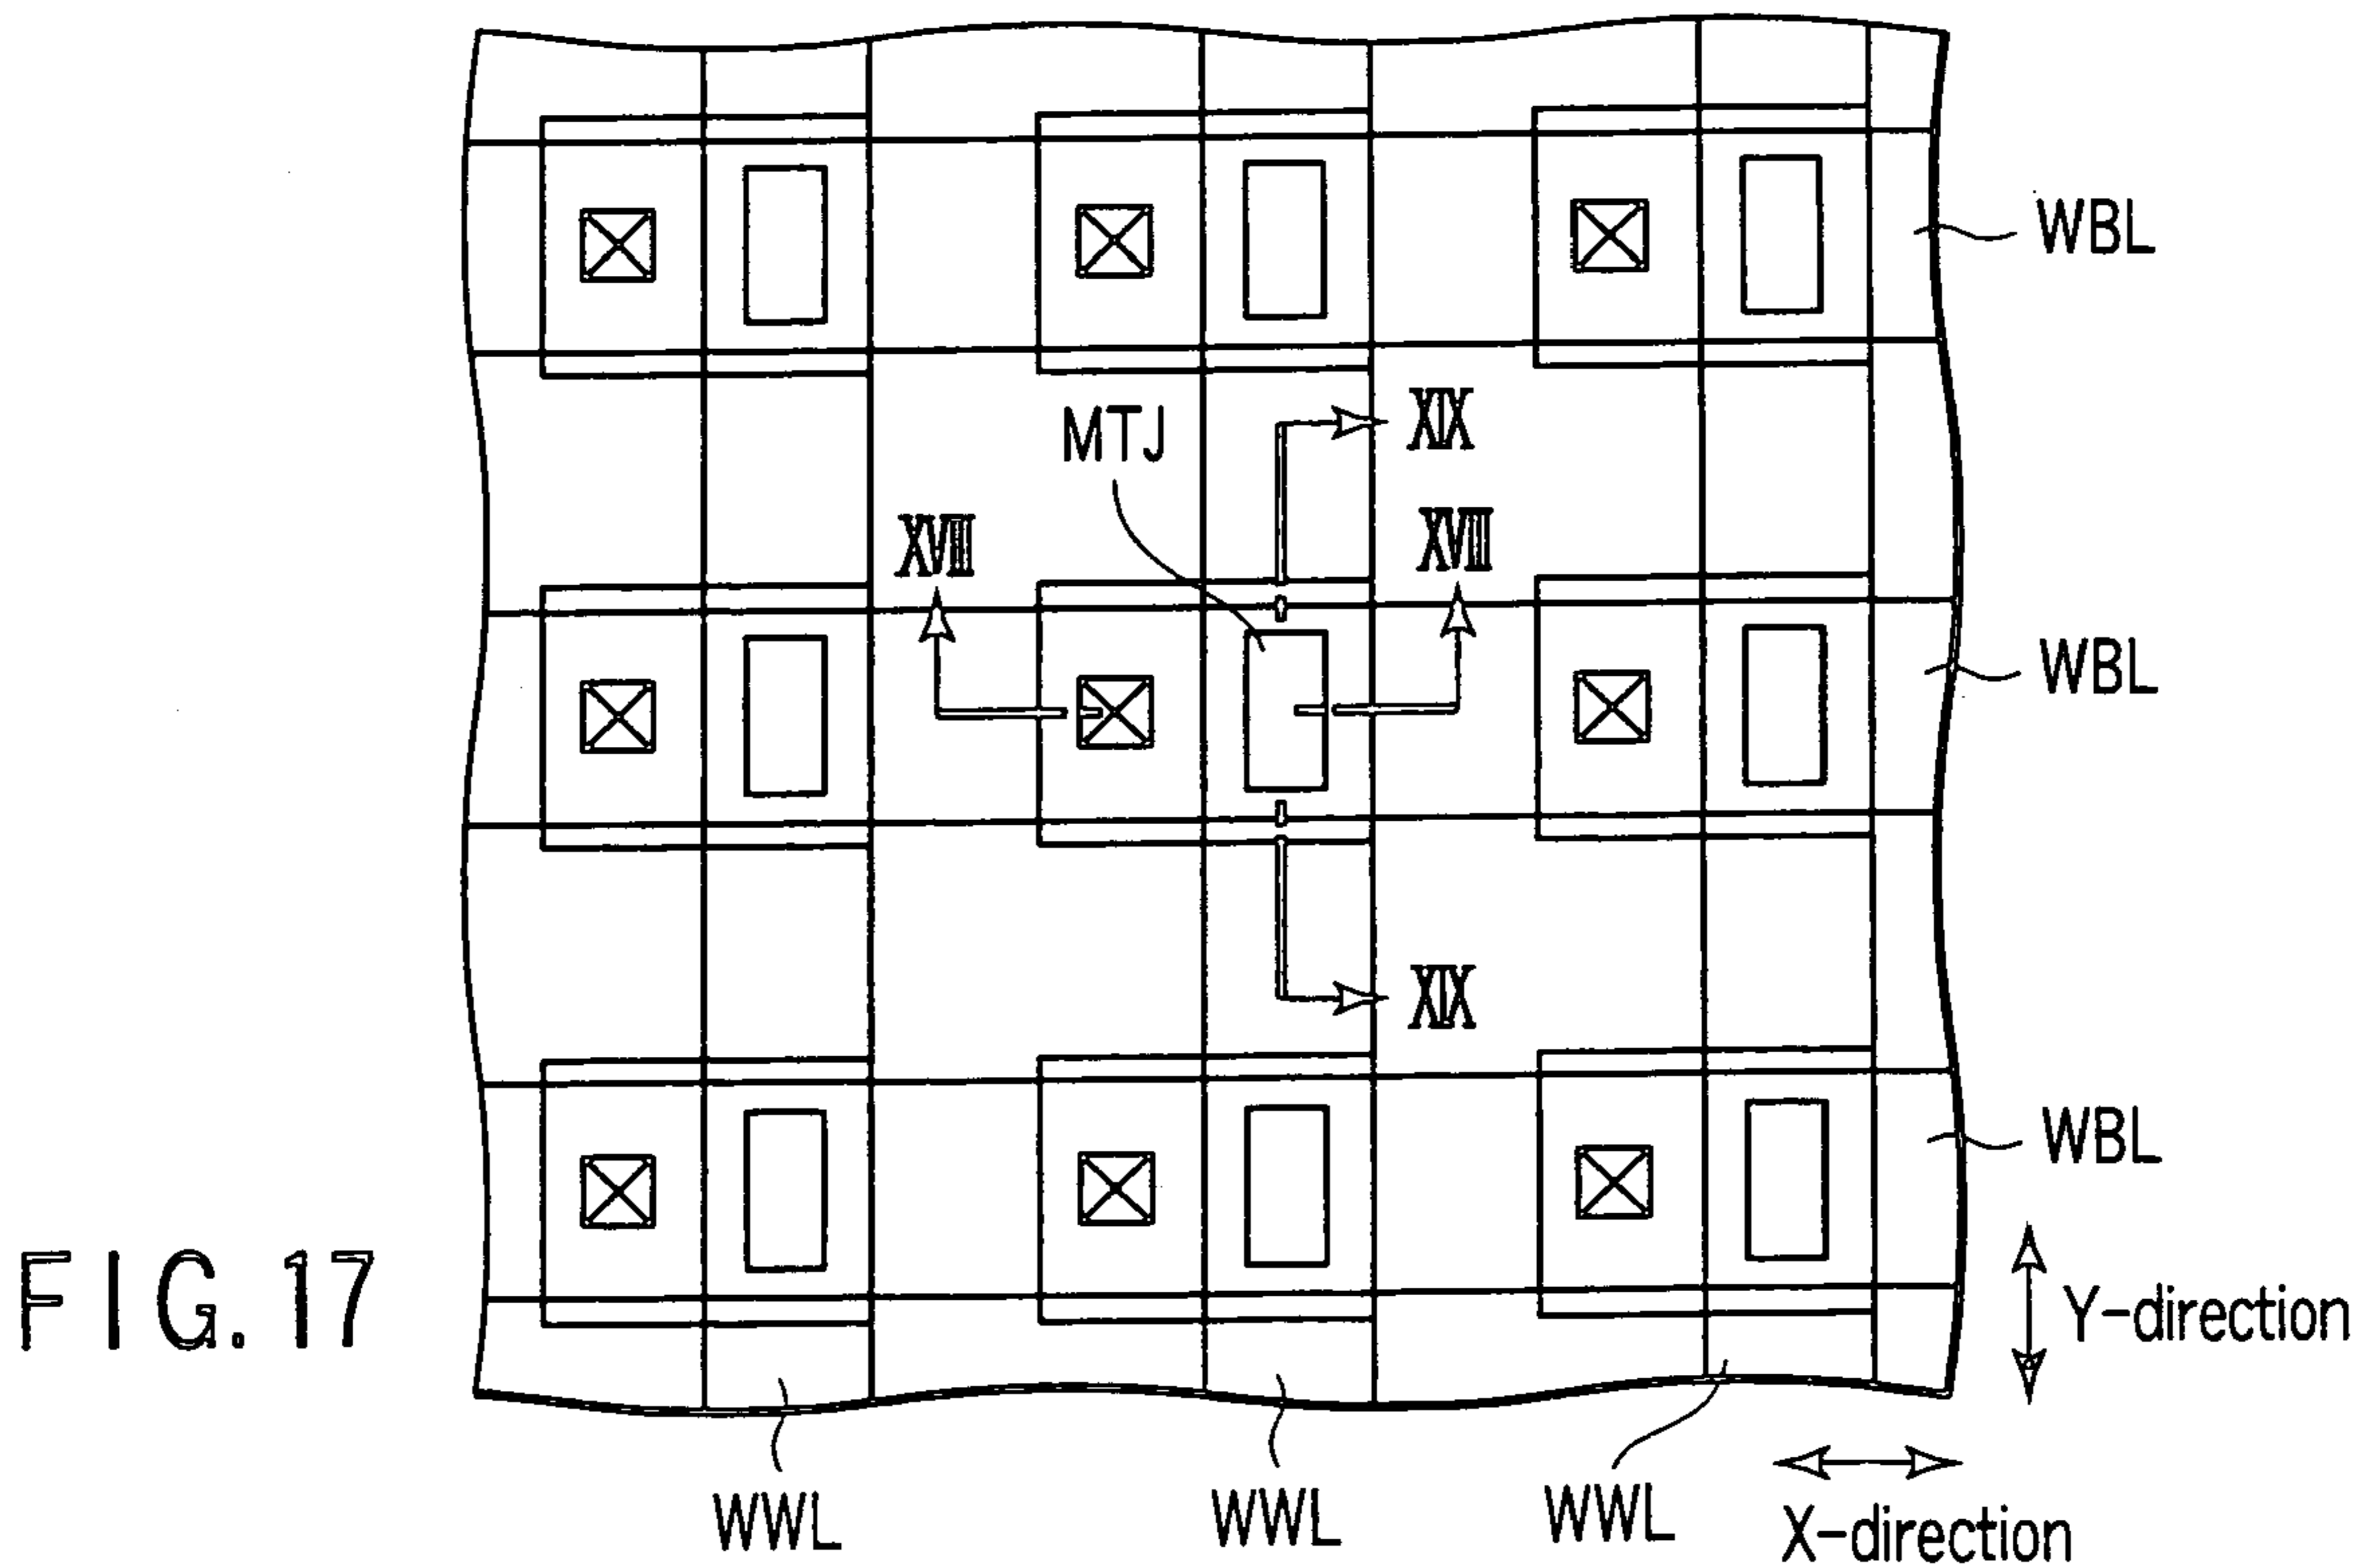 WBL
XIX
MTJ
XVIII
XVIII
WBL
XIX
WBL
FIG. 17
Y-direction
WWL
WWL
WWL
X-direction